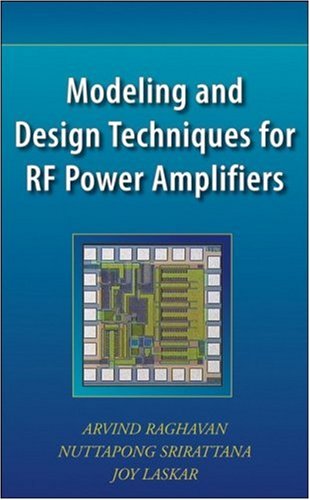 Modeling and
Design Techniques for
RF Power Amplifiers
ARVIND RAGHAVAN
NUTTAPONG SRIRATTANA
JOY LASKAR